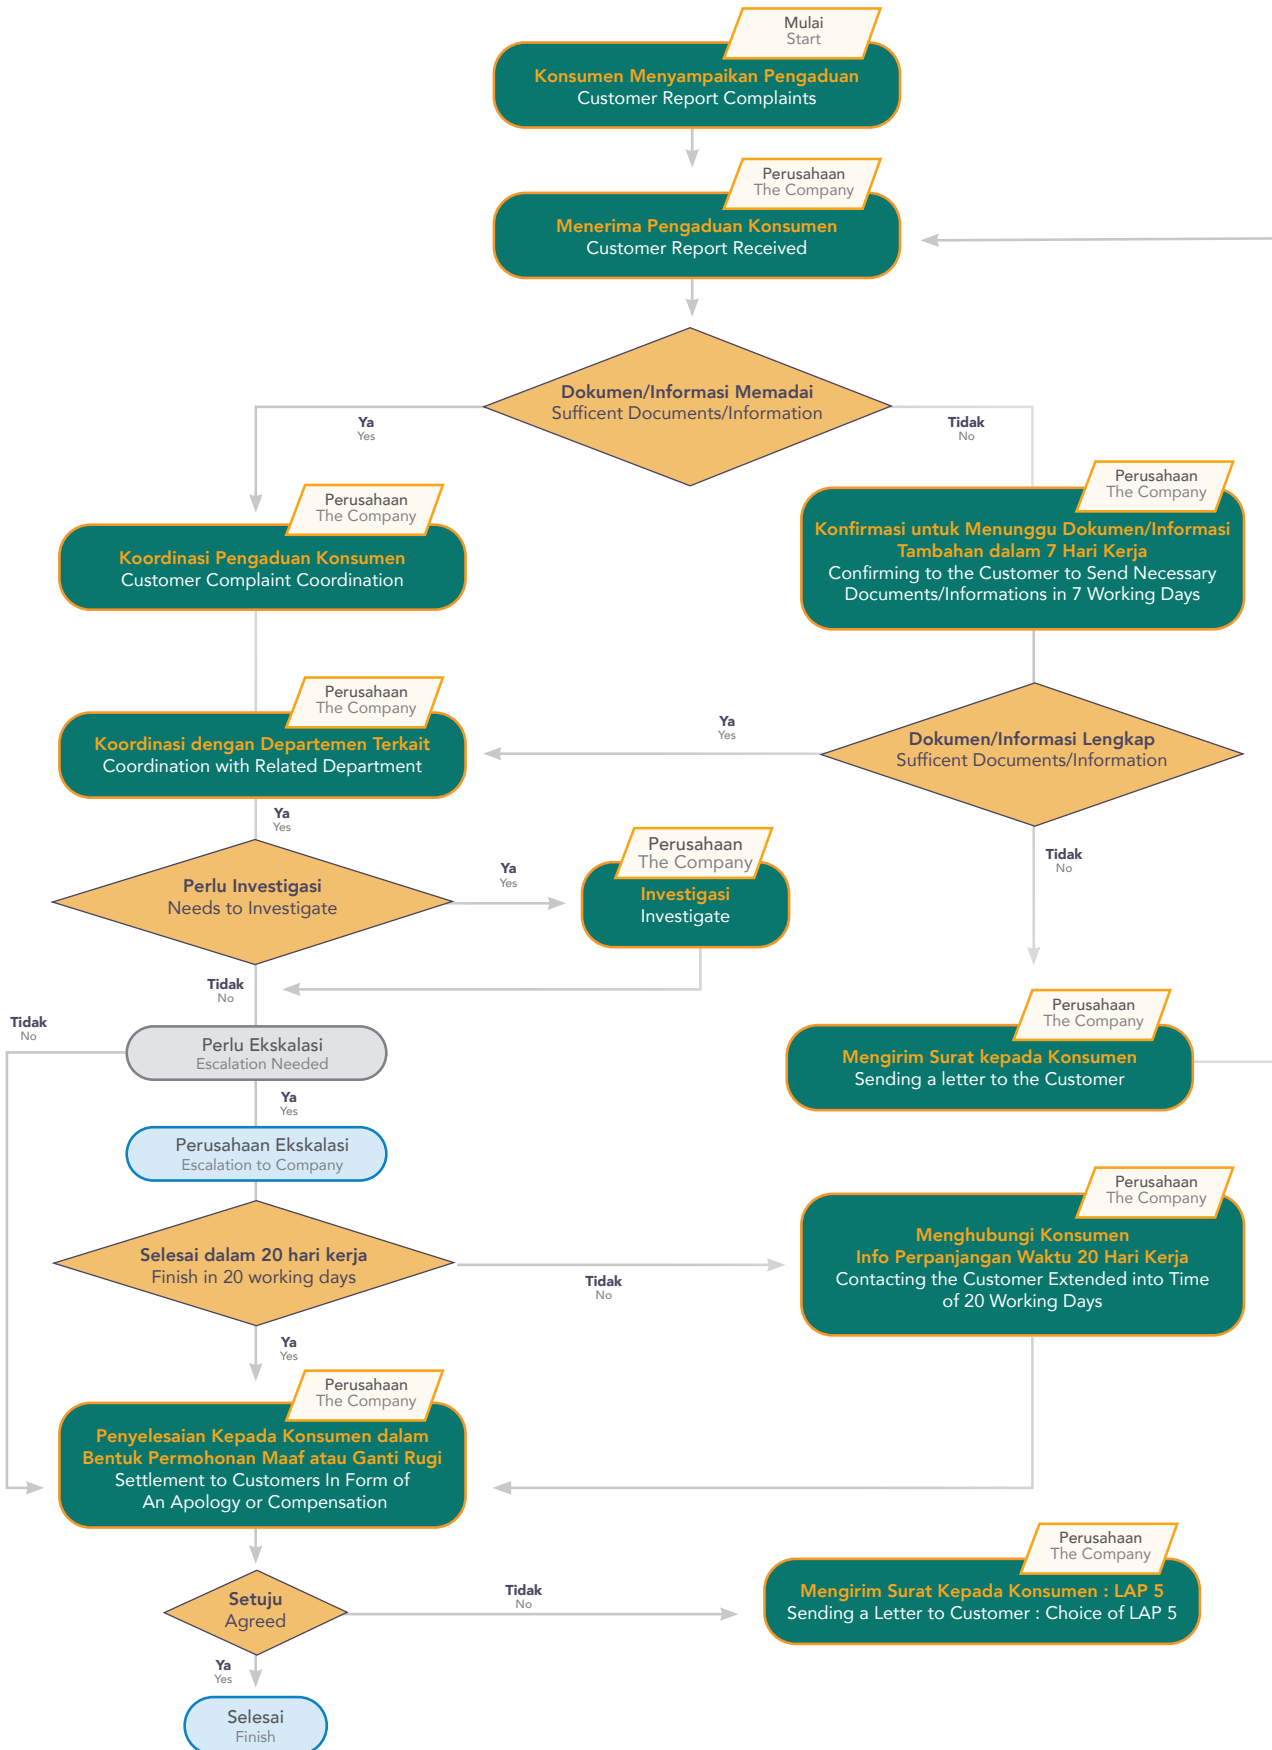 Mulai
Start
Konsumen Menyampaikan Pengaduan
Customer Report Complaints
Perusahaan
The Company
Menerima Pengaduan Konsumen
Customer Report Received
Dokumen/Informasi Memadai
Sufficent Documents/Information
Ya
Yes
Tidak
No
Perusahaan
The Company
Koordinasi Pengaduan Konsumen
Customer Complaint Coordination
Perusahaan
The Company
Konfirmasi untuk Menunggu Dokumen/Informasi
Tambahan dalam 7 Hari Kerja
Confirming to the Customer to Send Necessary
Documents/Informations in 7 Working Days
Perusahaan
The Company
Koordinasi dengan Departemen Terkait
Coordination with Related Department
Ya
Yes
Dokumen/Informasi Lengkap
Sufficent Documents/Information
Ya
Yes
Perlu Investigasi
Needs to Investigate
Ya
Yes
Perusahaan
The Company
Investigasi
Investigate
Tidak
No
Tidak
No
Tidak
No
Perlu Ekskalasi
Escalation Needed
Perusahaan
The Company
Mengirim Surat kepada Konsumen
Sending a letter to the Customer
Ya
Yes
Perusahaan Ekskalasi
Escalation to Company
Selesai dalam 20 hari kerja
Finish in 20 working days
Tidak
No
Perusahaan
The Company
Menghubungi Konsumen
Info Perpanjangan Waktu 20 Hari Kerja
Contacting the Customer Extended into Time
of 20 Working Days
Ya
Yes
Perusahaan
The Company
Penyelesaian Kepada Konsumen dalam
Bentuk Permohonan Maaf atau Ganti Rugi
Settlement to Customers In Form of
An Apology or Compensation
Setuju
Agreed
Tidak
No
Perusahaan
The Company
Mengirim Surat Kepada Konsumen : LAP 5
Sending a Letter to Customer : Choice of LAP 5
Ya
Yes
Selesai
Finish